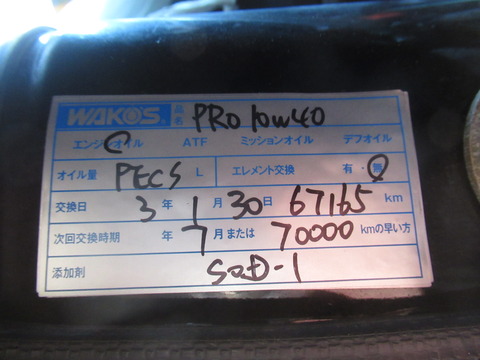 WAKO'S 品名 PRO 10W40
エンジンオイル ATF ミッションオイル デフオイル
オイル量 PECS L エレメント交換 有・無
交換日 3年 1月 30日 67165 km
次回交換時期 年 7月または 70000 kmの早い方
添加剤 S2D-1